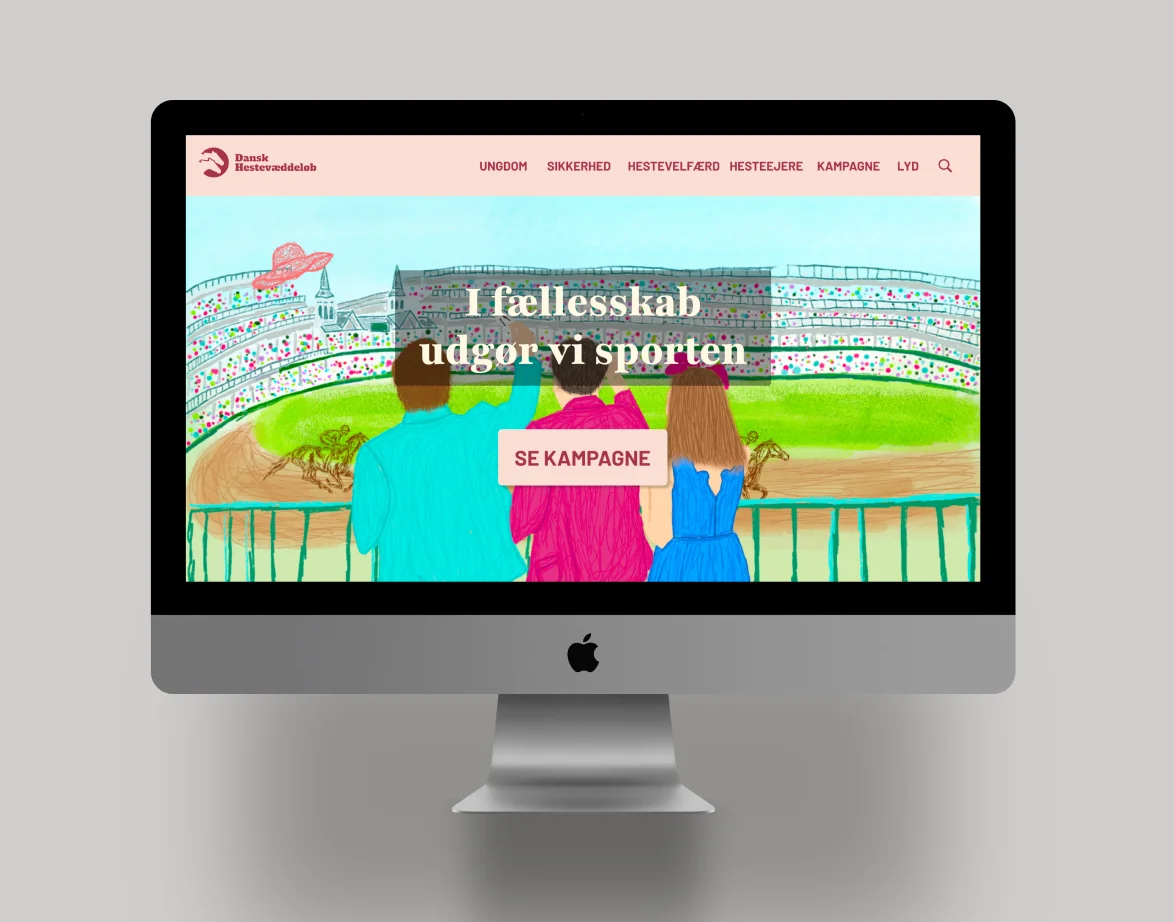 Dansk
Hestevæddeløb
UNGDOM SIKKERHED HESTEVELFÆRD HESTEEJERE KAMPAGNE LYD
I fællesskab
udgør vi sporten
SE KAMPAGNE